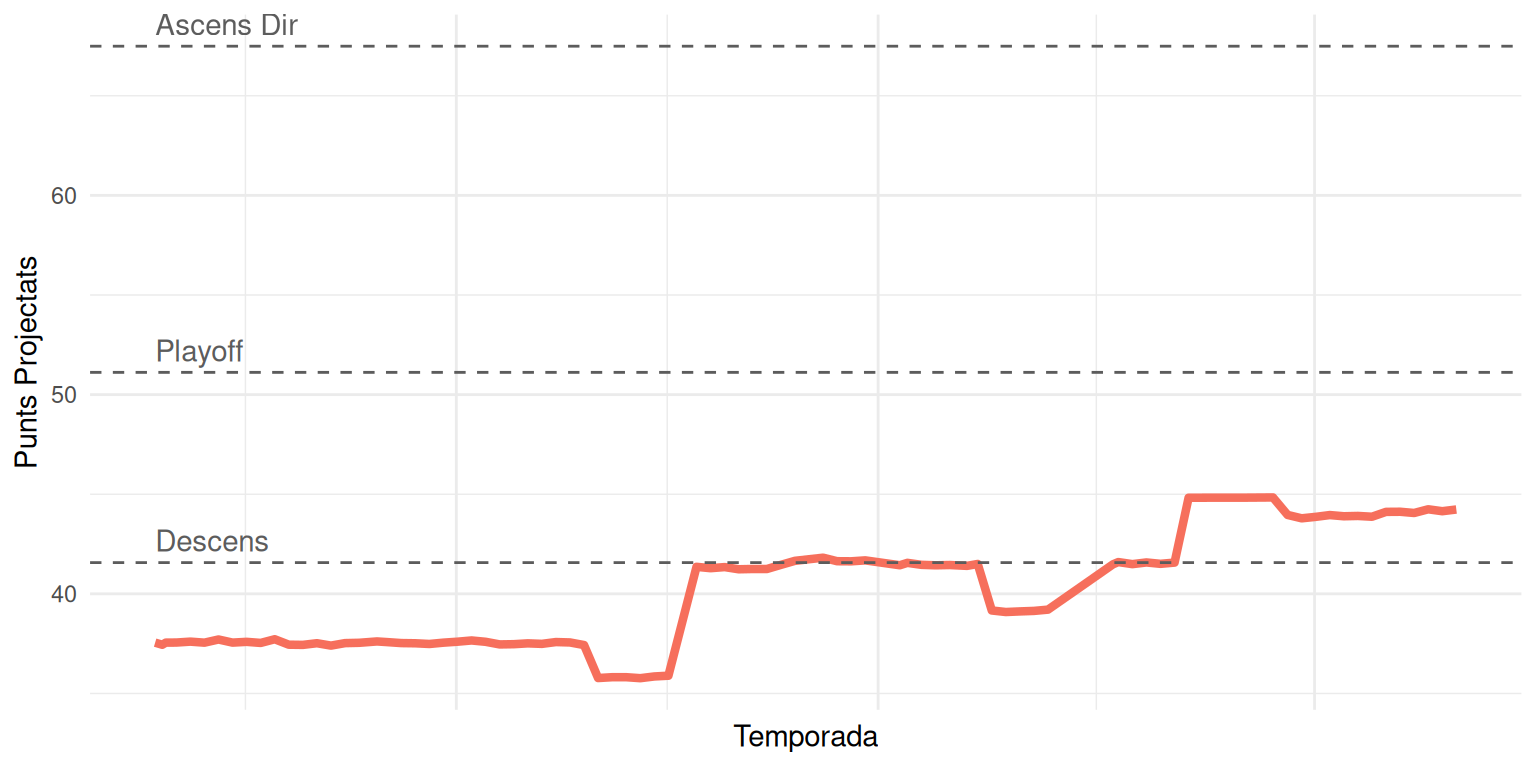 Ascens Dir
60
Playoff
50
Descens
40
Punts Projectats
Temporada